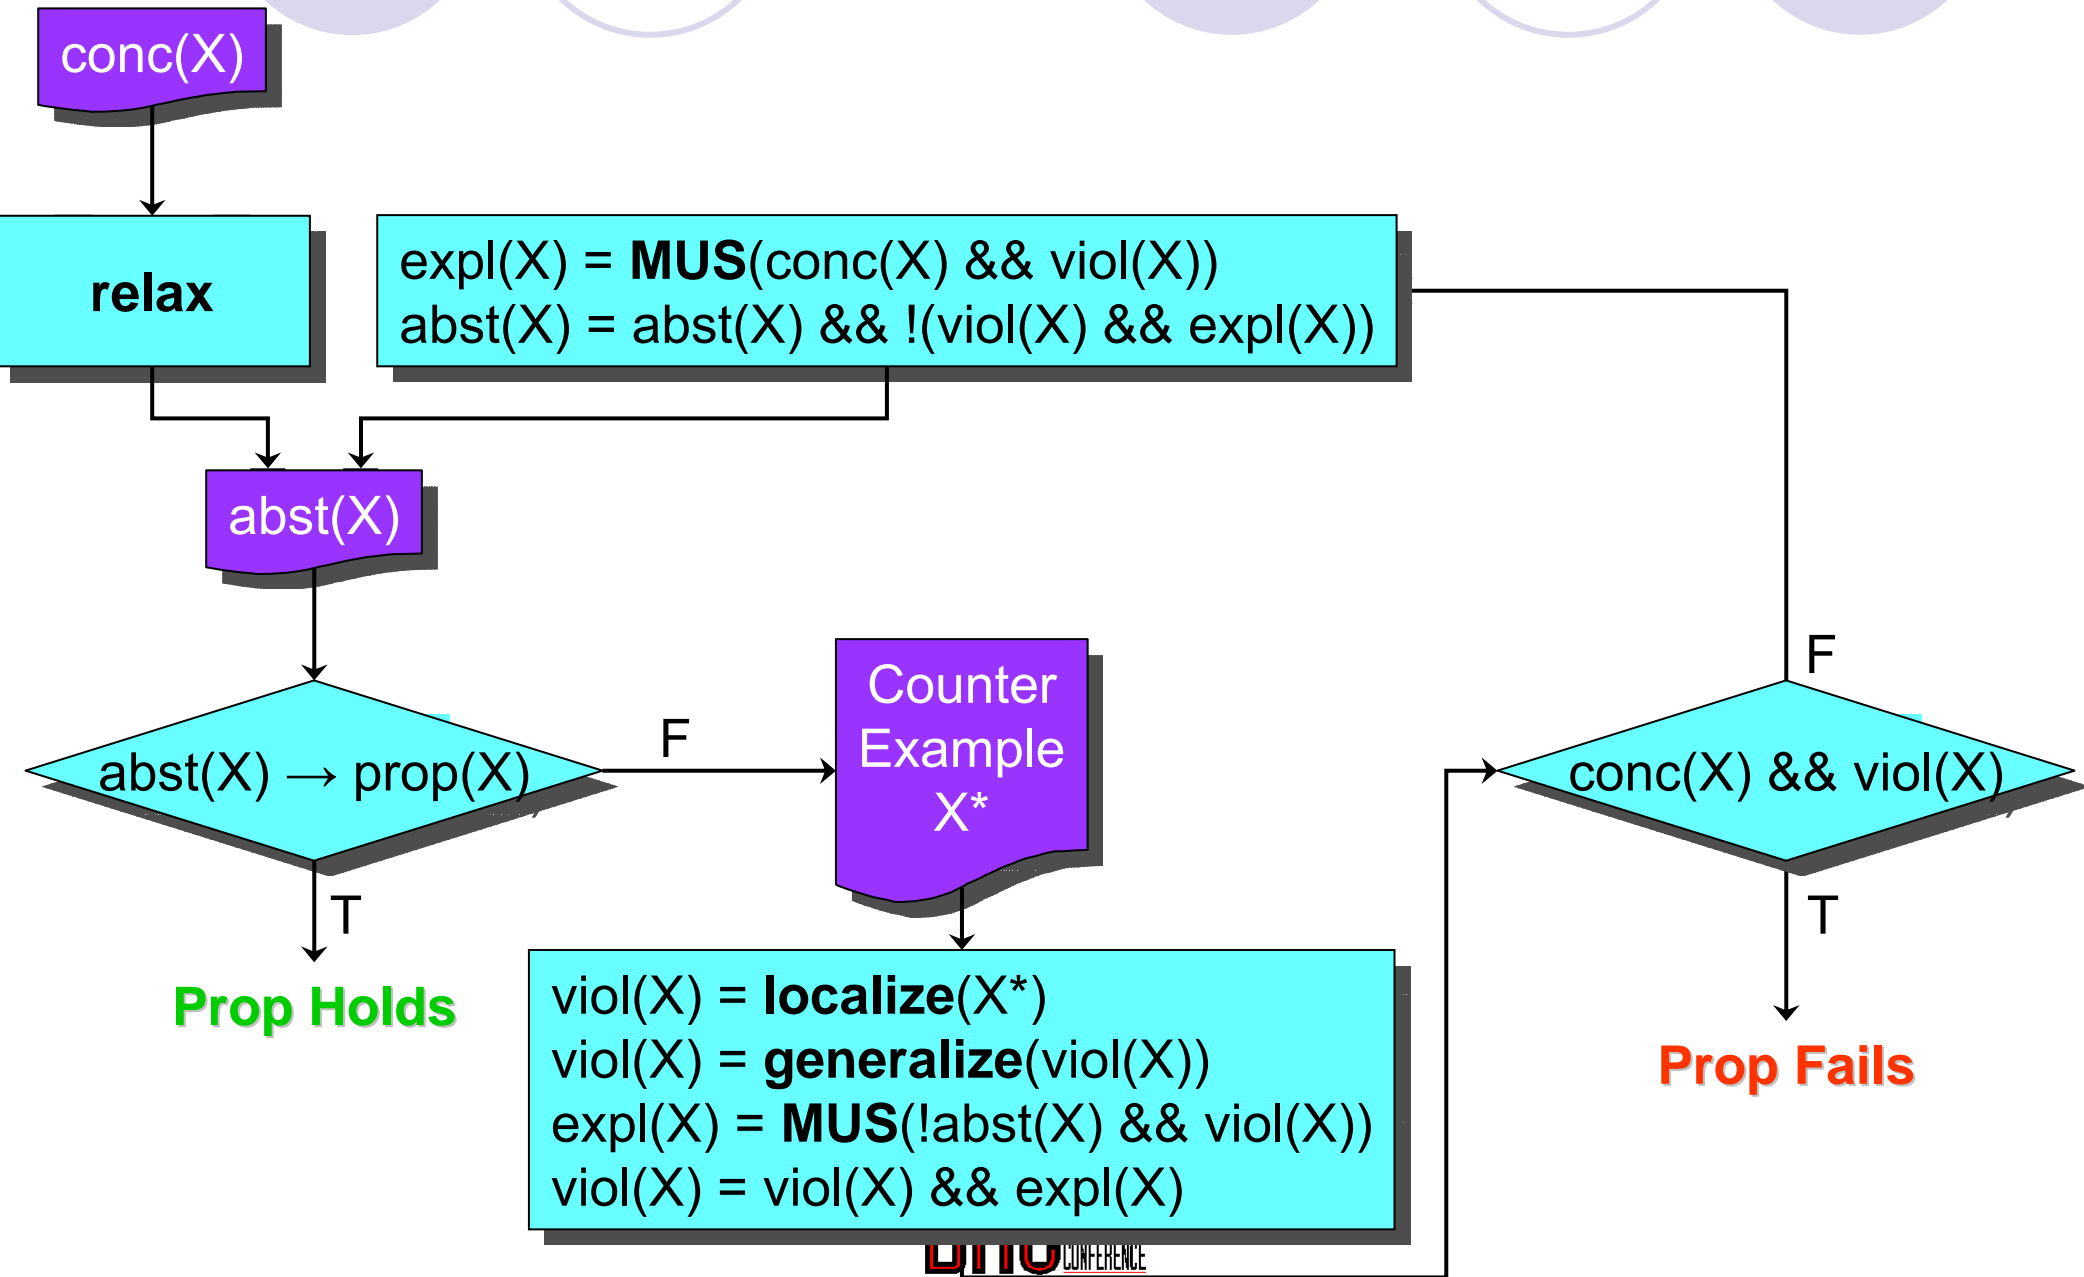 conc(X)
relax
expl(X) = MUS(conc(X) && viol(X))
abst(X) = abst(X) && !(viol(X) && expl(X))
abst(X)
abst(X) → prop(X)
F
T
Prop Holds
Counter
Example
X*
viol(X) = localize(X*)
viol(X) = generalize(viol(X))
expl(X) = MUS(!abst(X) && viol(X))
viol(X) = viol(X) && expl(X)
conc(X) && viol(X)
F
T
Prop Fails
CONFERENCE